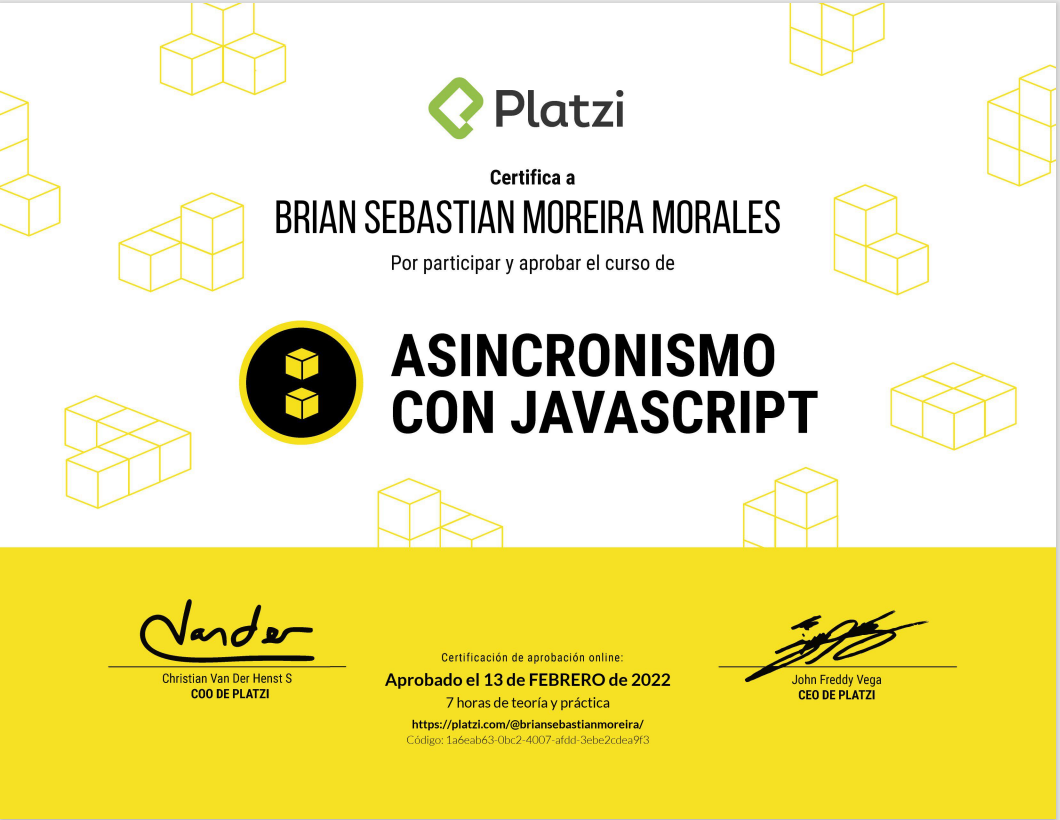 Platzi
Certifica a
BRIAN SEBASTIAN MOREIRA MORALES
Por participar y aprobar el curso de
ASINCRONISMO
CON JAVASCRIPT
Vander
Christian Van Der Henst S
COO DE PLATZI
Certificación de aprobación online:
Aprobado el 13 de FEBRERO de 2022
7 horas de teoría y práctica
https://platzi.com/@briansebastianmoreira/
Código: 1a6eab63-0bc2-4007-afdd-3ebe2cdea9f3
John Freddy Vega
CEO DE PLATZI